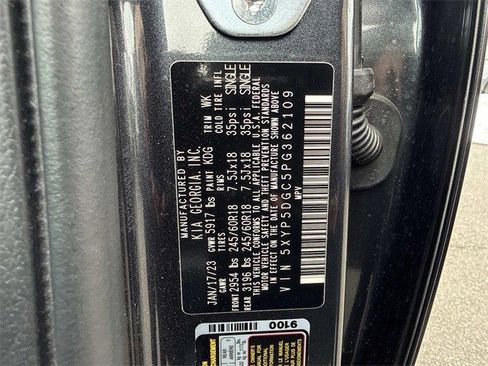 MANUFACTURED BY
KIA GEORGIA, INC.
JAN/17/23 GVWR 5917 lbs PAINT KDG TRIM WK
GAWR TIRES RIMS COLD TIRE INFL
FRONT 2954 lbs 245/60R18 7.5Jx18 35psi SINGLE
REAR 3196 lbs 245/60R18 7.5Jx18 35psi SINGLE
THIS VEHICLE CONFORMS TO ALL APPLICABLE U.S.A. FEDERAL
MOTOR VEHICLE SAFETY AND THEFT PREVENTION STANDARDS
IN EFFECT ON THE DATE OF MANUFACTURE SHOWN ABOVE.
VIN 5XYP5DGC5PG362109
MPV
9100